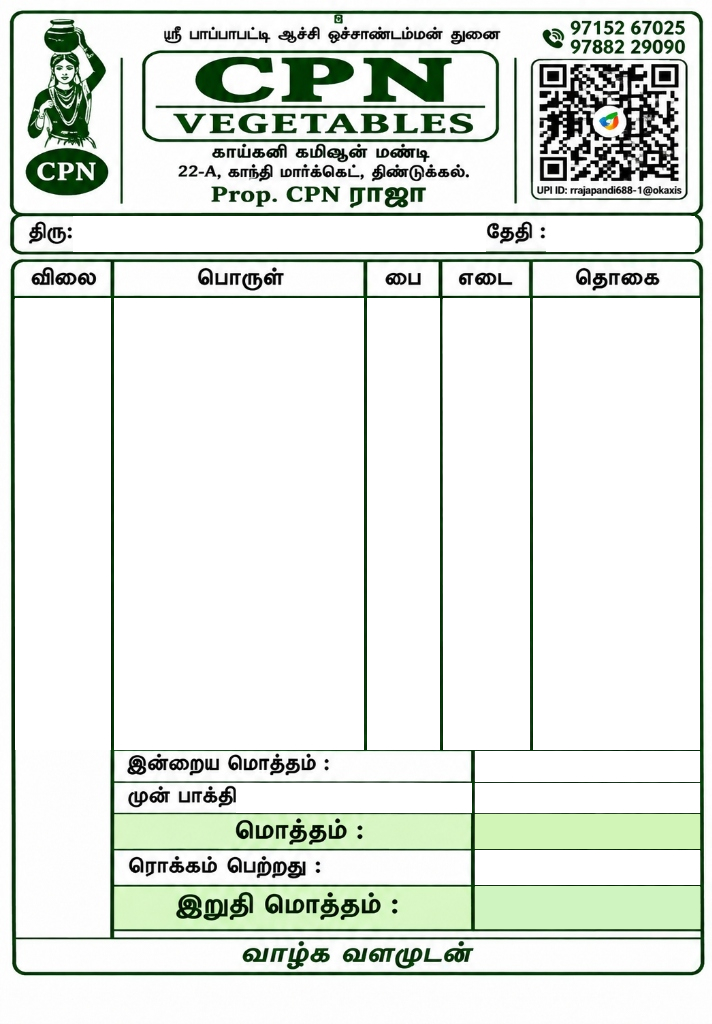 ஸ்ரீ பாப்பாபட்டி ஆச்சி ஒச்சாண்டம்மன் துனை
97152 67025
97882 29090
CPN
VEGETABLES
CPN
காய்கனி கமிஷன் மண்டி
22-A, காந்தி மார்க்கெட், திண்டுக்கல்.
Prop. CPN ராஜா
UPI ID: rrajapandi688-1@okaxis
திரு: தேதி :
விலை பொருள் பை எடை தொகை
இன்றைய மொத்தம் :
முன் பாக்தி
மொத்தம் :
ரொக்கம் பெற்றது :
இறுதி மொத்தம் :
வாழ்க வளமுடன்